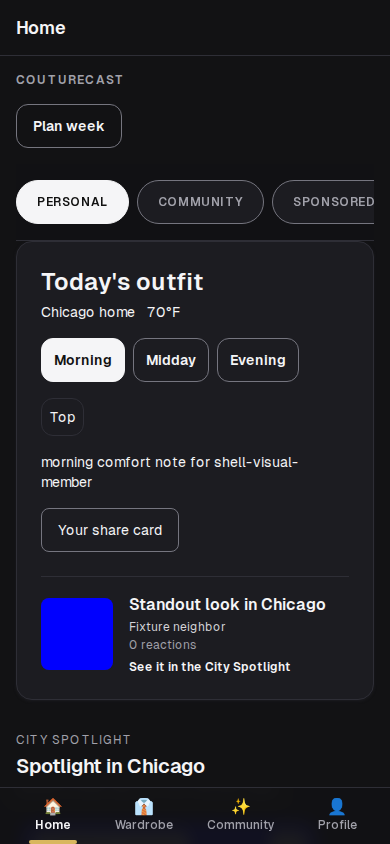 Home
COUTURECAST
Plan week
PERSONAL
COMMUNITY
SPONSORED
Today's outfit
Chicago home 70°F
Morning
Midday
Evening
Top
morning comfort note for shell-visual-
member
Your share card
Standout look in Chicago
Fixture neighbor
0 reactions
See it in the City Spotlight
CITY SPOTLIGHT
Spotlight in Chicago
Home
Wardrobe
Community
Profile